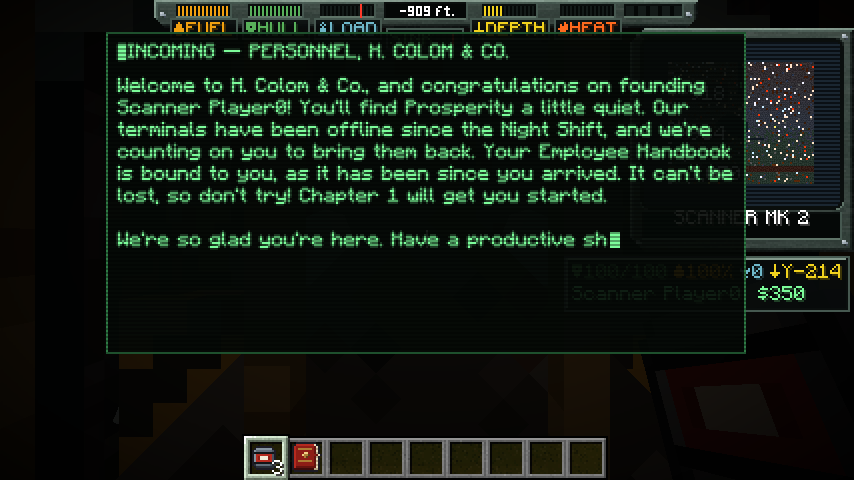 -909 ft.
FUEL HULL LOAD DEPTH HEAT
INCOMING — PERSONNEL, H. COLOM & CO.
Welcome to H. Colom & Co., and congratulations on founding
Scanner Player0! You'll find Prosperity a little quiet. Our
terminals have been offline since the Night Shift, and we're
counting on you to bring them back. Your Employee Handbook
is bound to you, as it has been since you arrived. It can't be
lost, so don't try! Chapter 1 will get you started.
We're so glad you're here. Have a productive sh
SCANNER MK 2
100/100 100% 0 Y-214
Scanner Player0 $350
3